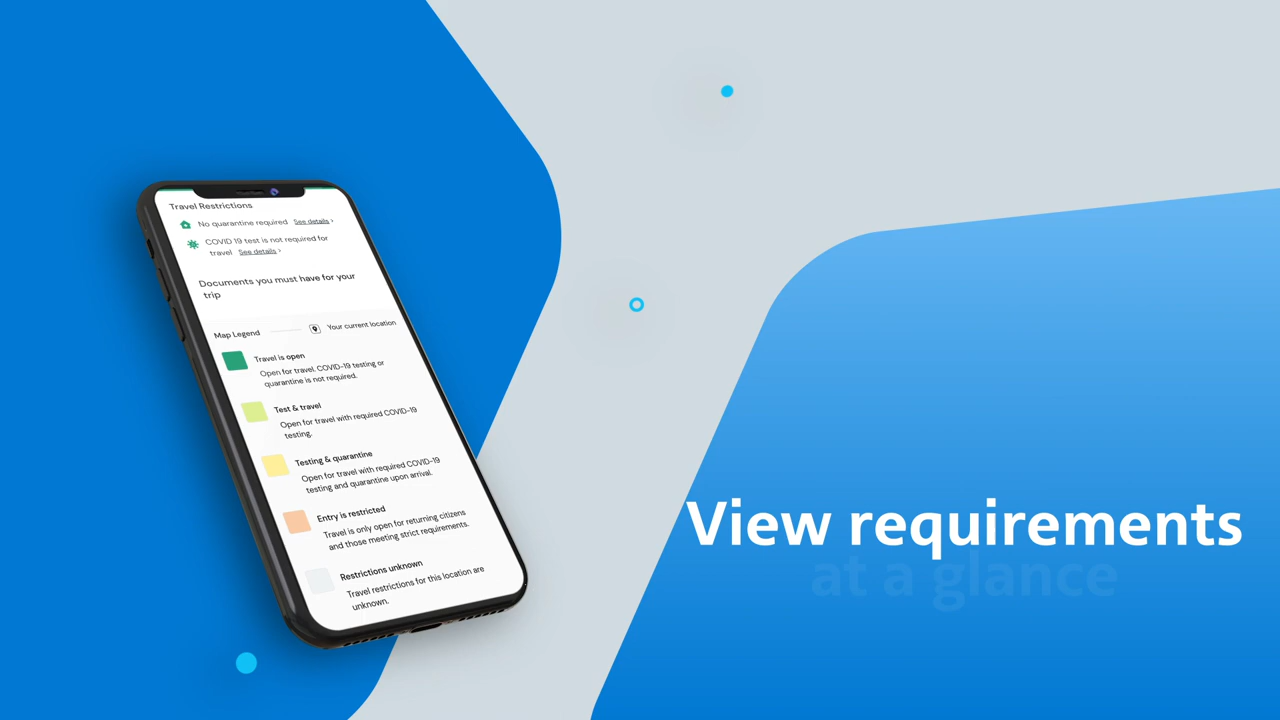 Travel Restrictions
No quarantine required See details ›
COVID 19 test is not required for
travel See details ›
Documents you must have for your
trip
Map Legend
Your current location
Travel is open
Open for travel. COVID-19 testing or
quarantine is not required.
Test & travel
Open for travel with required COVID-19
testing.
Testing & quarantine
Open for travel with required COVID-19
testing and quarantine upon arrival.
Entry is restricted
Travel is only open for returning citizens
and those meeting strict requirements.
Restrictions unknown
Travel restrictions for this location are
unknown.
View requirements
at a glance